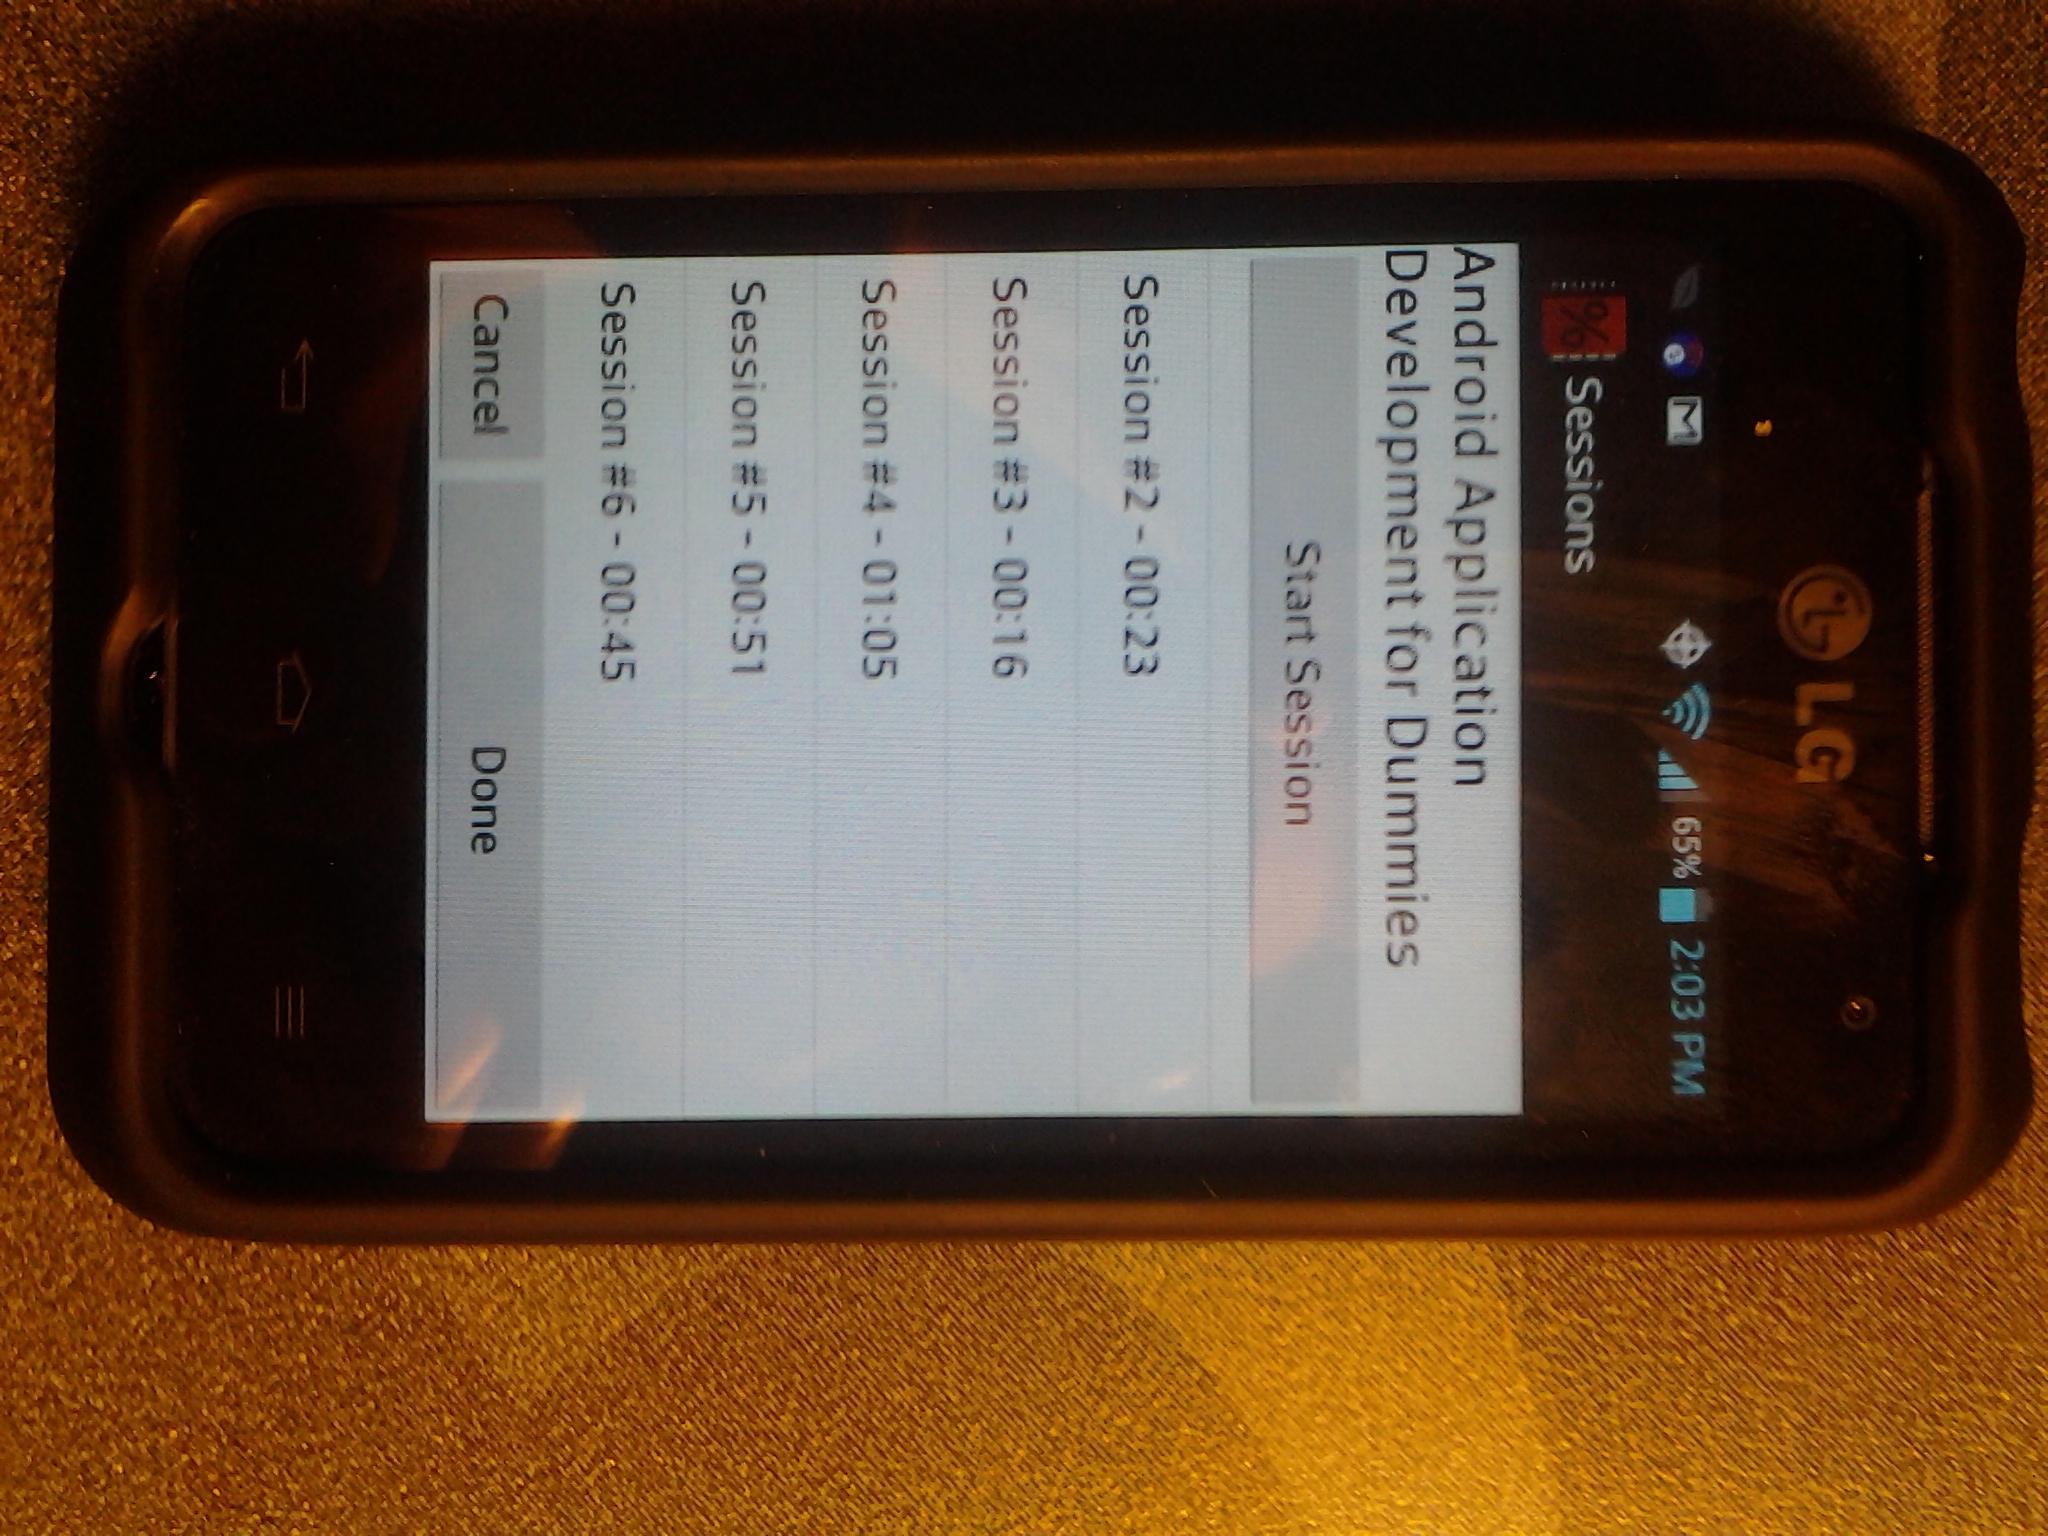 LG
65% 2:03 PM
Sessions
Android Application
Development for Dummies
Start Session
Session #2 - 00:23
Session #3 - 00:16
Session #4 - 01:05
Session #5 - 00:51
Session #6 - 00:45
Cancel Done